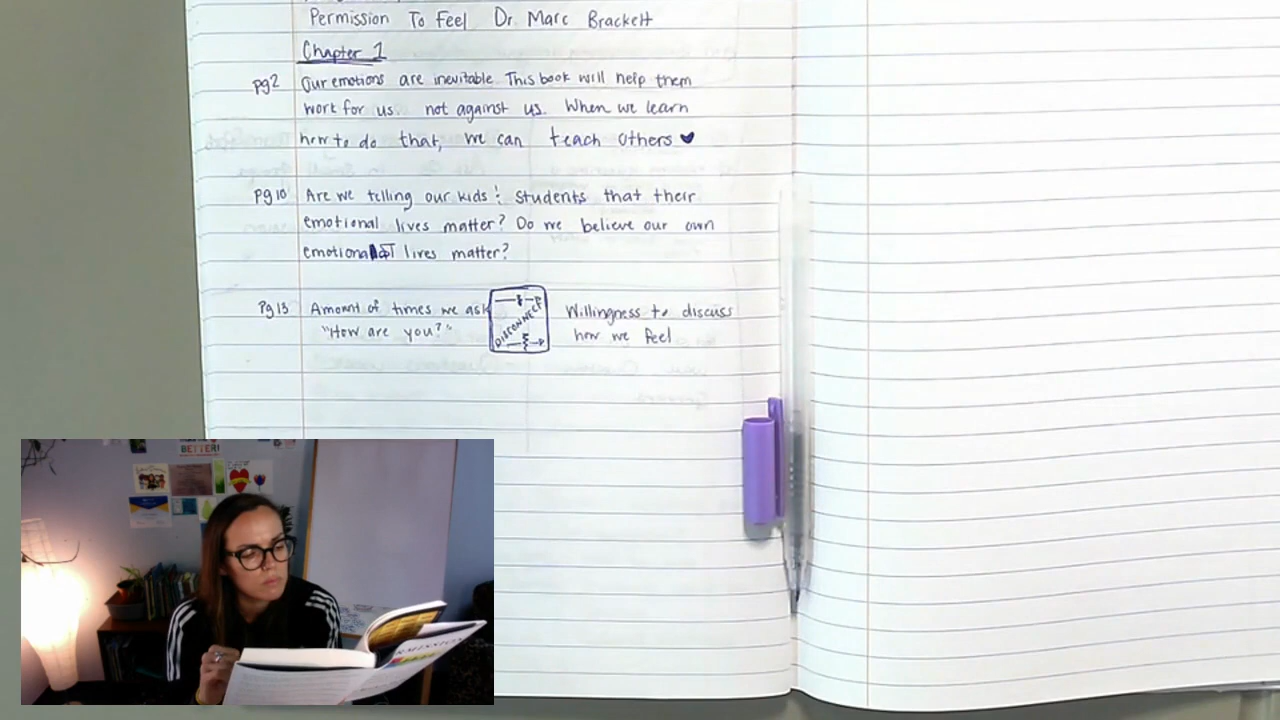 Permission To Feel Dr. Marc Brackett
Chapter 1
pg 2 Our emotions are inevitable This book will help them
work for us not against us. When we learn
how to do that, we can teach others
Pg 10 Are we telling our kids & students that their
emotional lives matter? Do we believe our own
emotional lives matter?
Pg 13 Amount of times we ask DISCONNECT Willingness to discuss
"How are you?" how we feel
BETTER!